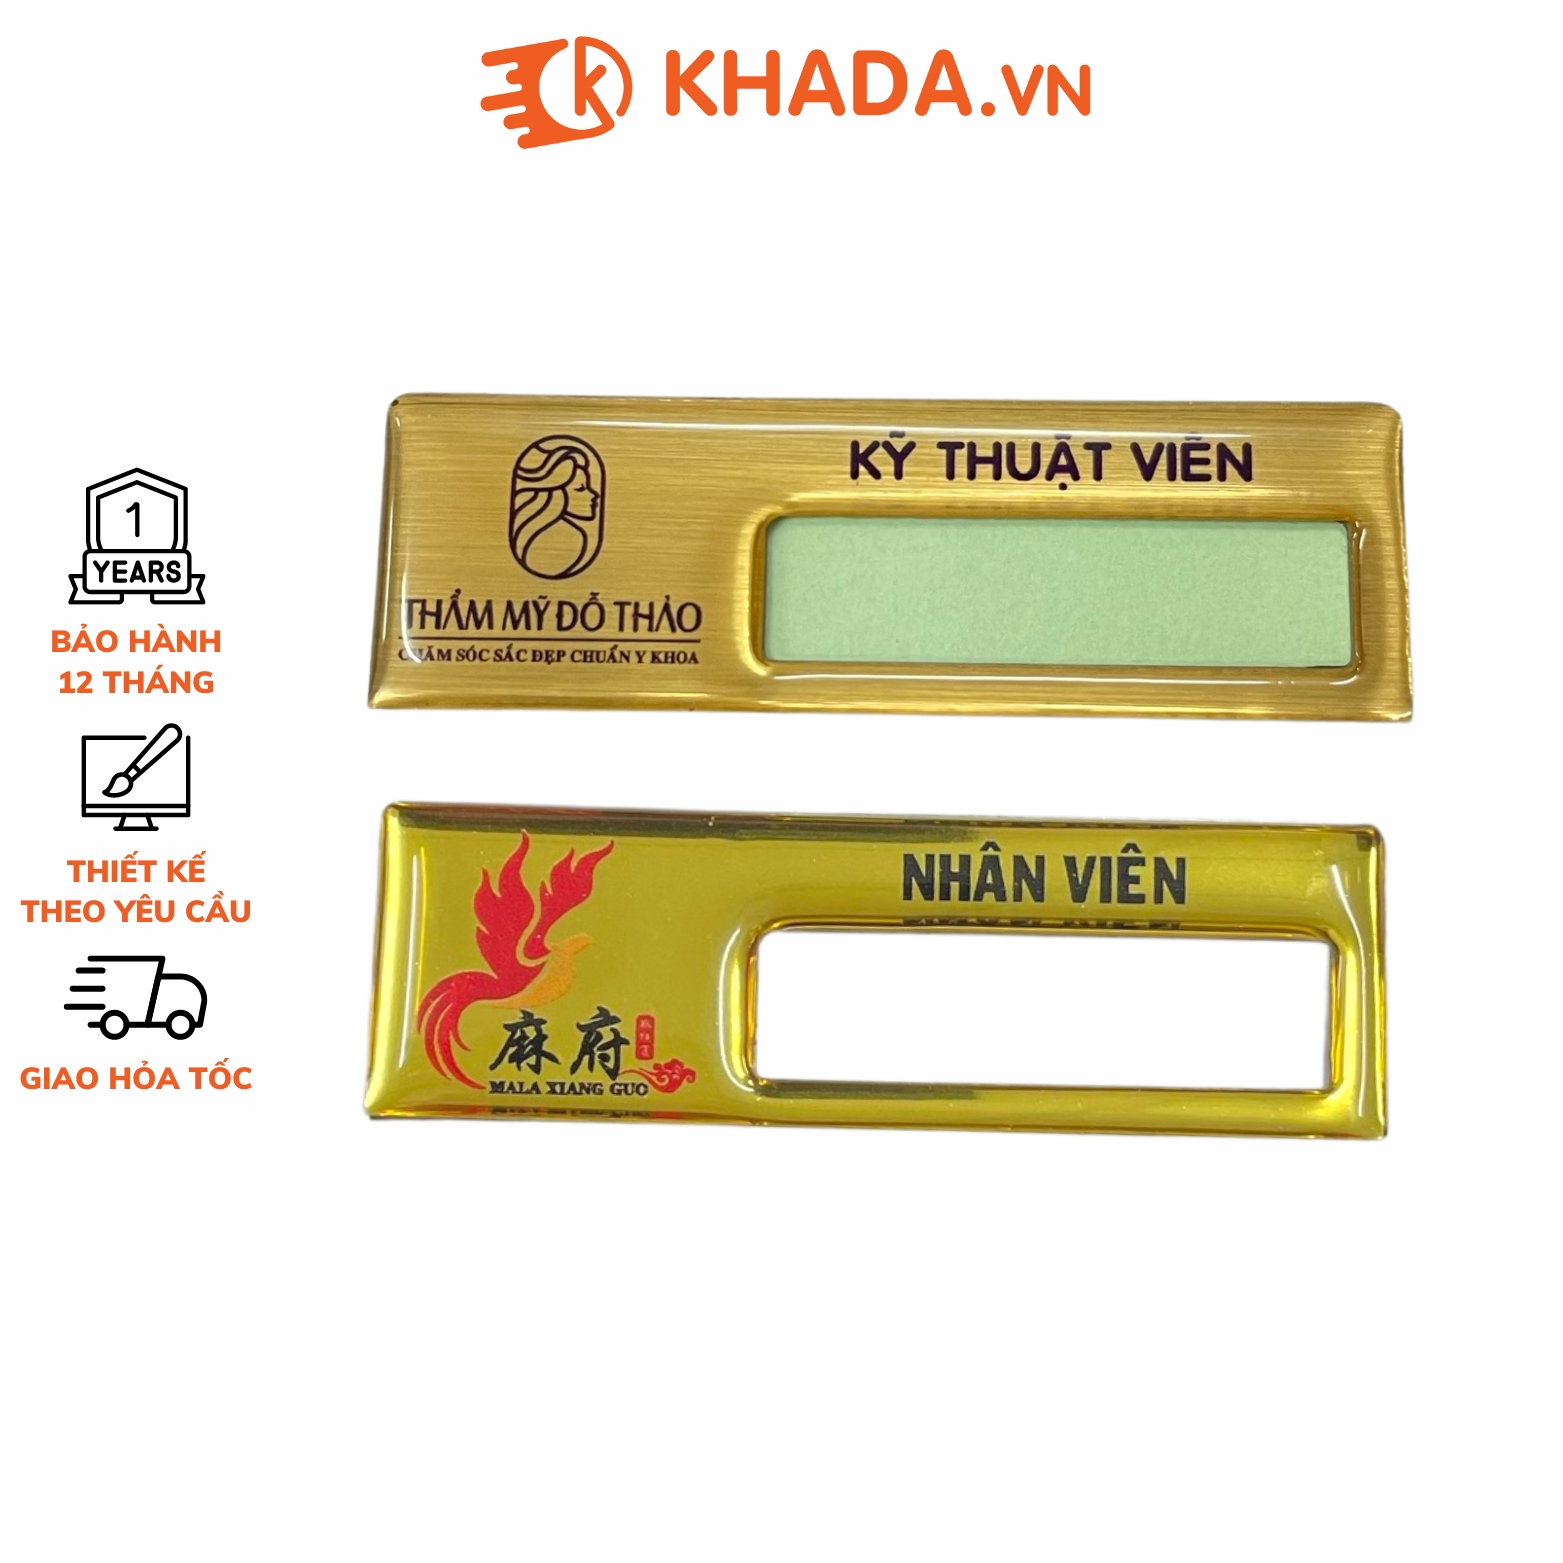 k KHADA.VN
1
YEARS
BẢO HÀNH
12 THÁNG
THIẾT KẾ
THEO YÊU CẦU
GIAO HỎA TỐC
KỸ THUẬT VIÊN
THẨM MỸ ĐỖ THẢO
CHĂM SÓC SẮC ĐẸP CHUẨN Y KHOA
NHÂN VIÊN
麻府
MALA XIANG GUO